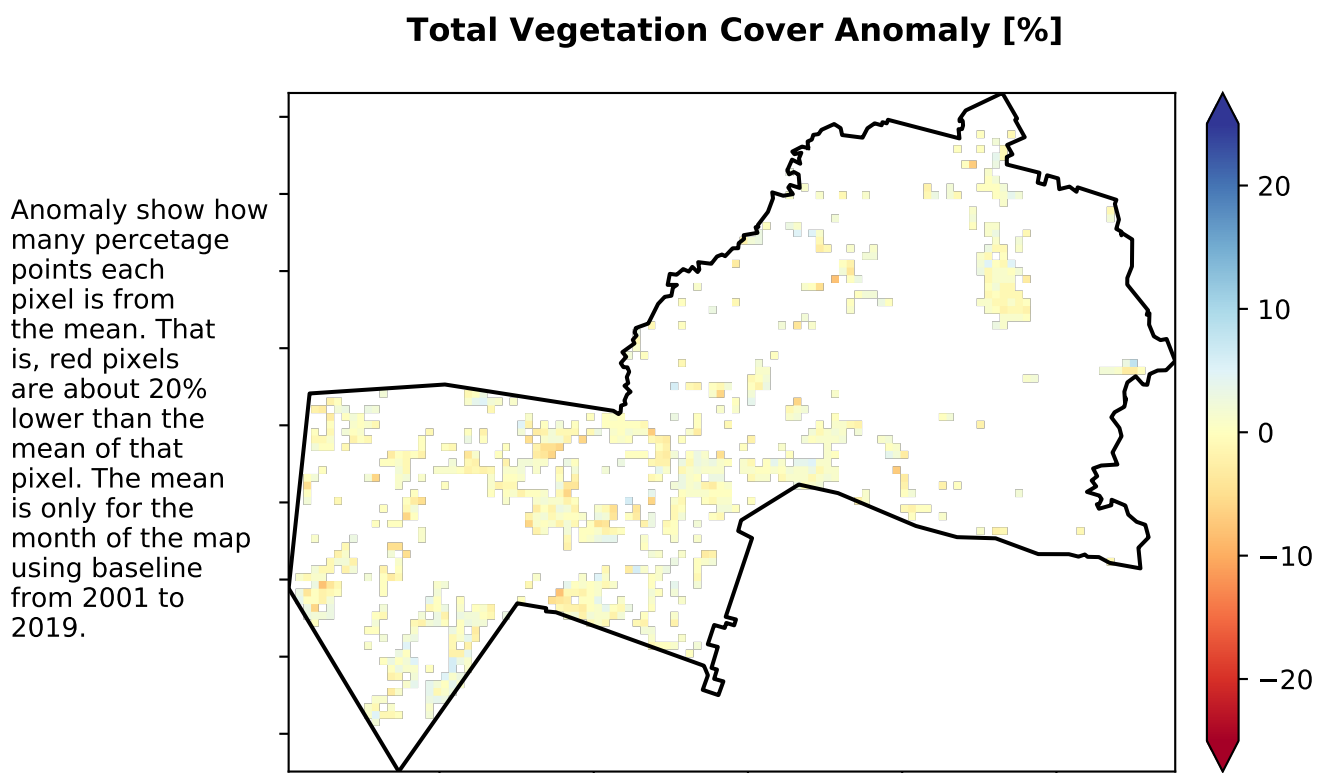 Total Vegetation Cover Anomaly [%]
Anomaly show how
many percetage
points each
pixel is from
the mean. That
is, red pixels
are about 20%
lower than the
mean of that
pixel. The mean
is only for the
month of the map
using baseline
from 2001 to
2019.
20
10
0
−10
−20